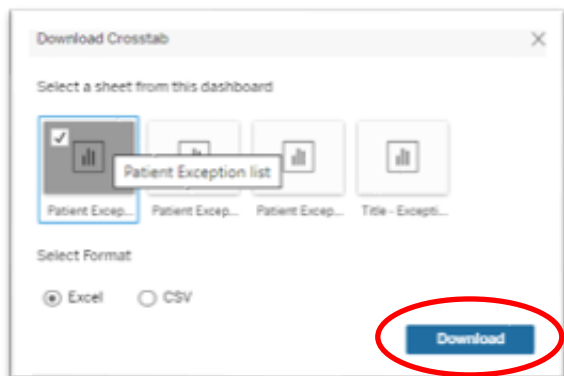 Download Crosstab
Select a sheet from this dashboard
Patient Exception list
Patient Excep... Patient Excep... Patient Excep... Title - Excepti...
Select Format
Excel CSV
Download